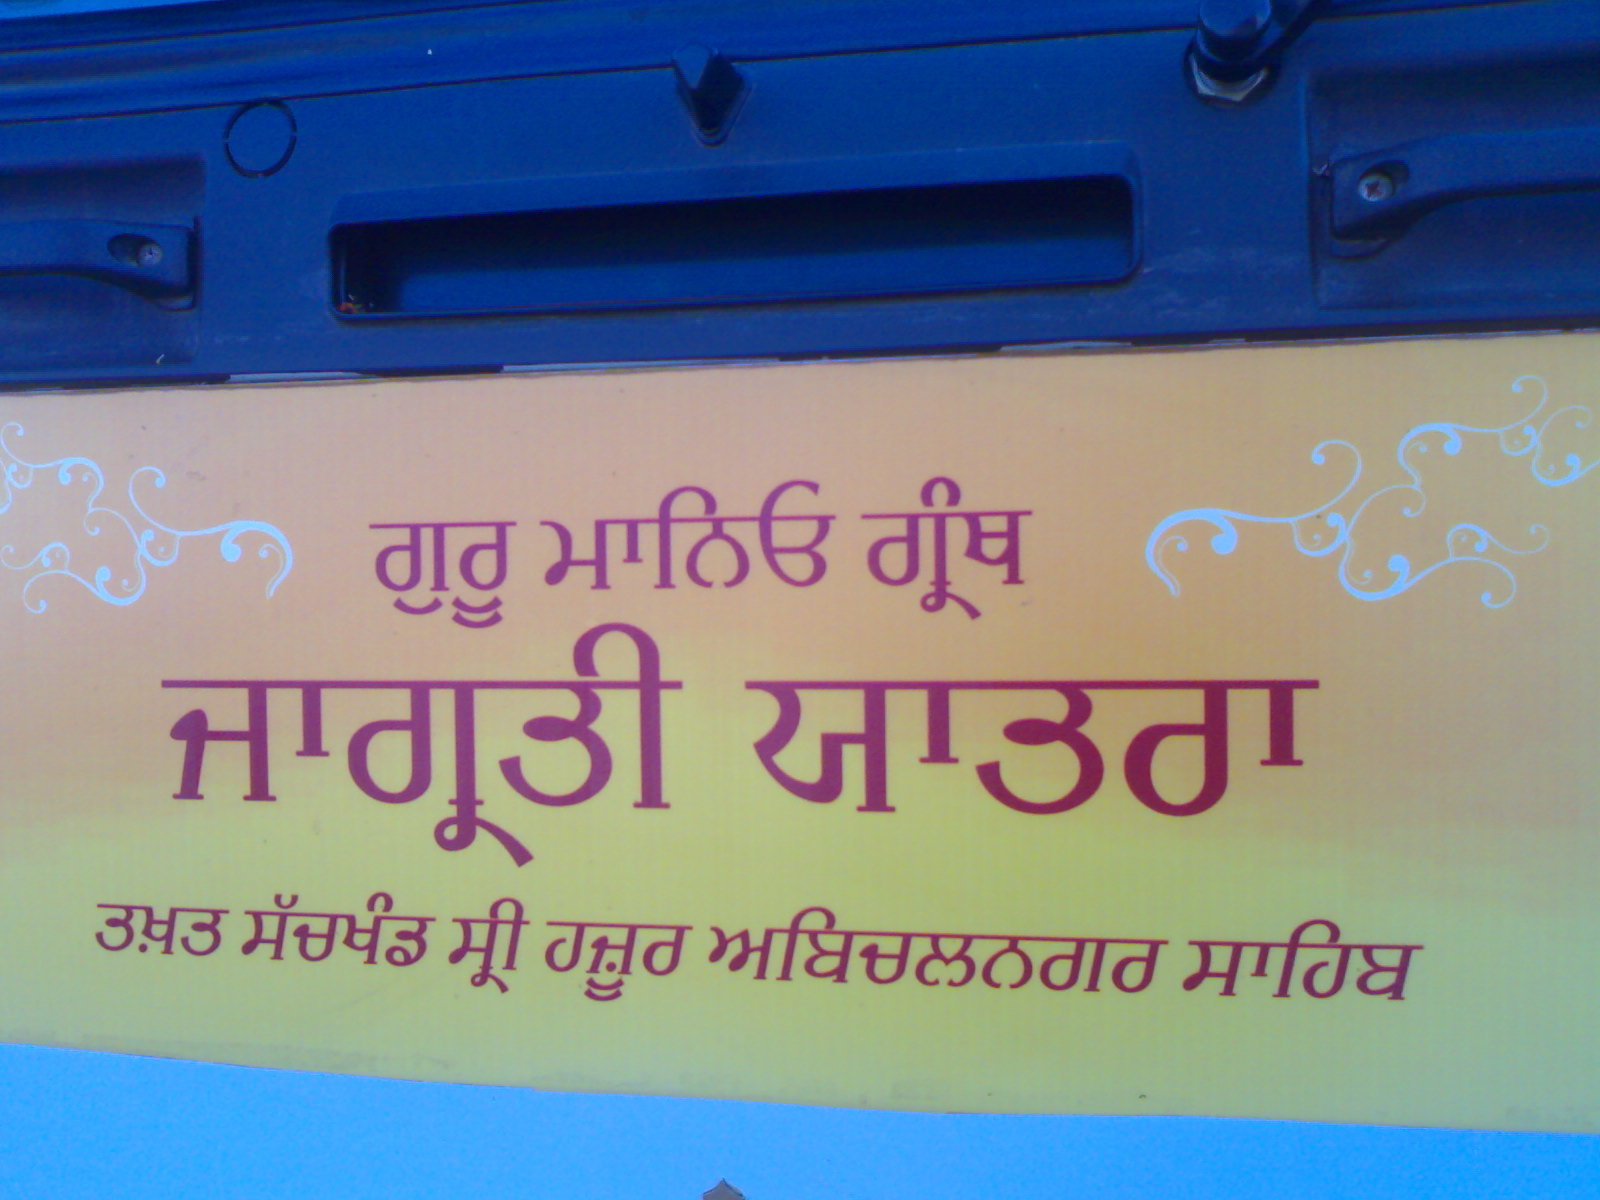 ਗੁਰੂ ਮਾਨਿਓ ਗ੍ਰੰਥ
ਜਾਗ੍ਰਤੀ ਯਾਤਰਾ
ਤਖ਼ਤ ਸੱਚਖੰਡ ਸ੍ਰੀ ਹਜ਼ੂਰ ਅਬਿਚਲਨਗਰ ਸਾਹਿਬ